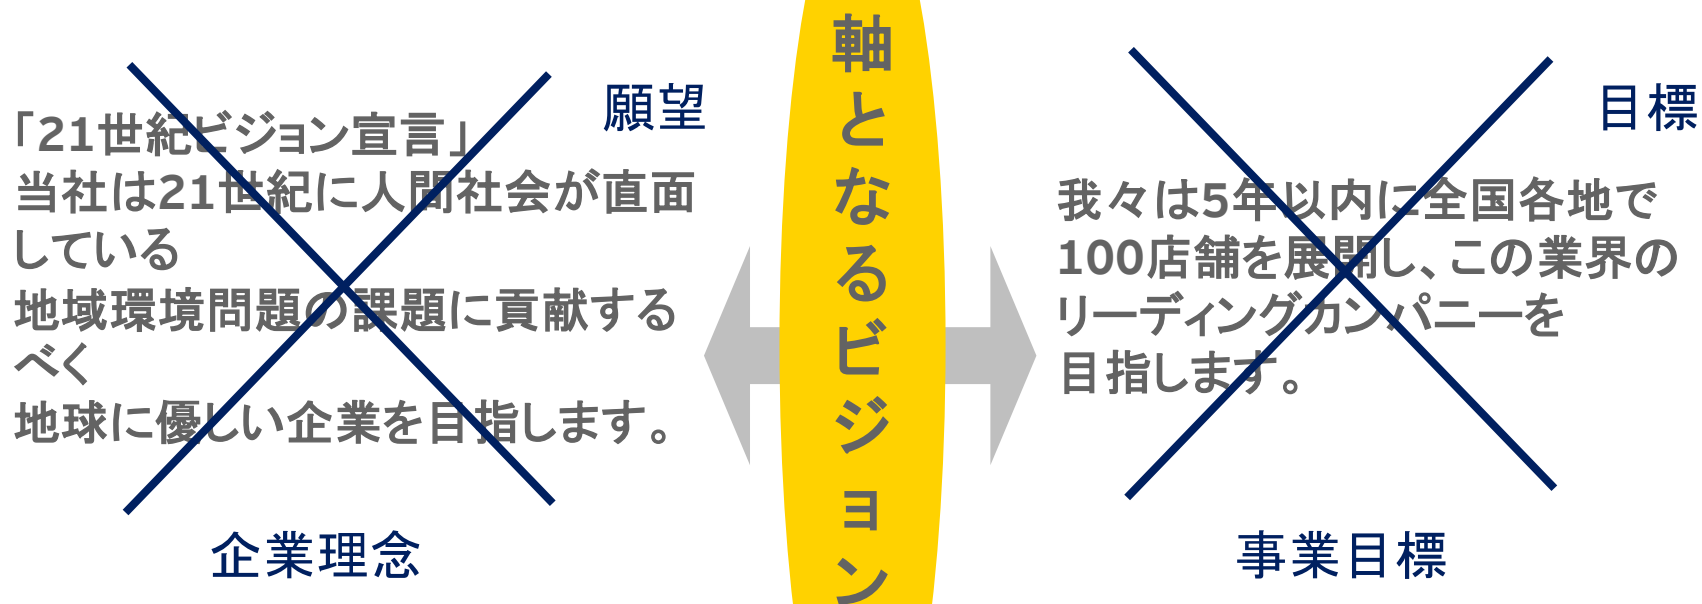 願望
「21世紀ビジョン宣言」
当社は21世紀に人間社会が直面
している
地域環境問題の課題に貢献する
べく
地球に優しい企業を目指します。
企業理念
軸となるビジョン
目標
我々は5年以内に全国各地で
100店舗を展開し、この業界の
リーディングカンパニーを
目指します。
事業目標